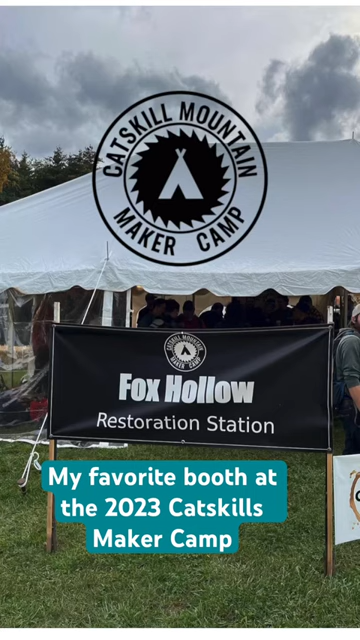 CATSKILL MOUNTAIN
MAKER CAMP
CATSKILL MOUNTAIN
MAKER CAMP
Fox Hollow
Restoration Station
My favorite booth at
the 2023 Catskills
Maker Camp